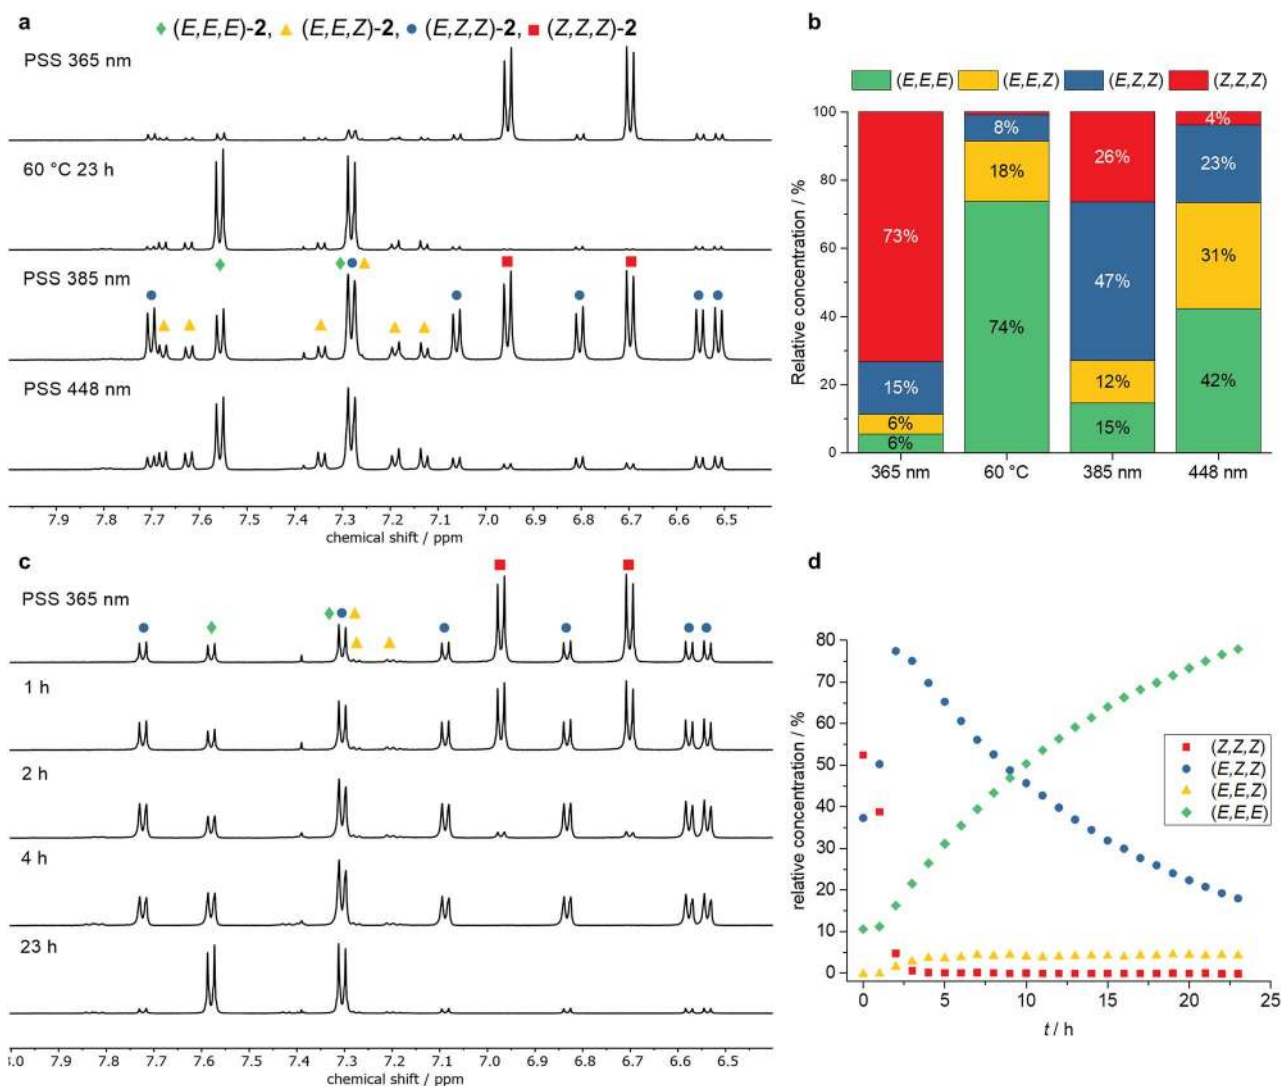 a
(E,E,E)-2, (E,E,Z)-2, (E,Z,Z)-2, (Z,Z,Z)-2
PSS 365 nm
60 °C 23 h
PSS 385 nm
PSS 448 nm
7.9 7.8 7.7 7.6 7.5 7.4 7.3 7.2 7.1 7.0 6.9 6.8 6.7 6.6 6.5
chemical shift / ppm
b
(E,E,E) (E,E,Z) (E,Z,Z) (Z,Z,Z)
Relative concentration / %
100
80
60
40
20
0
73%
15%
6%
6%
8%
18%
74%
26%
47%
12%
15%
4%
23%
31%
42%
365 nm 60 °C 385 nm 448 nm
c
PSS 365 nm
1 h
2 h
4 h
23 h
8.0 7.9 7.8 7.7 7.6 7.5 7.4 7.3 7.2 7.1 7.0 6.9 6.8 6.7 6.6 6.5
chemical shift / ppm
d
relative concentration / %
80
70
60
50
40
30
20
10
0
(Z,Z,Z)
(E,Z,Z)
(E,E,Z)
(E,E,E)
0 5 10 15 20 25
t / h